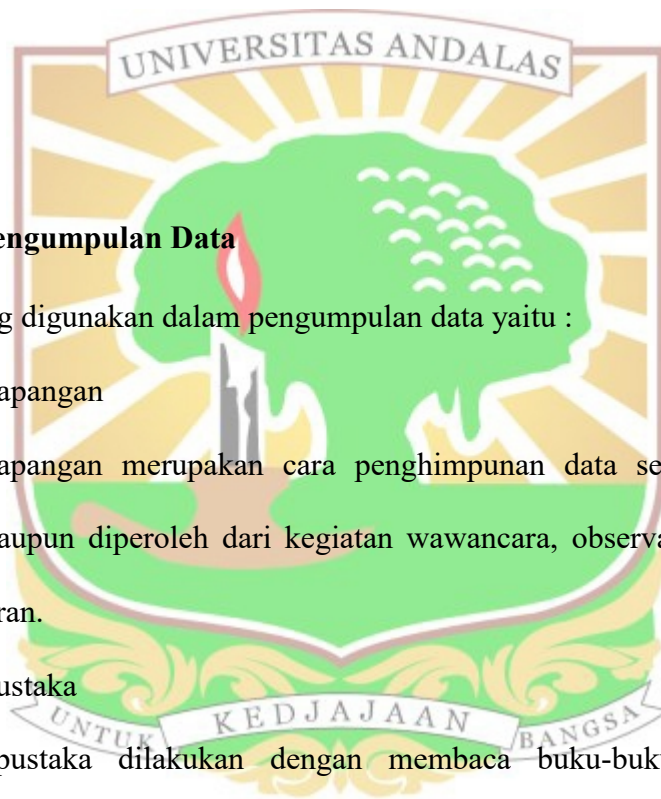 UNIVERSITAS ANDALAS
engumpulan Data
g digunakan dalam pengumpulan data yaitu :
apangan
apangan merupakan cara penghimpunan data se
aupun diperoleh dari kegiatan wawancara, observa
ran.
ustaka
UNTUK KEDJAJAAN BANGSA
pustaka dilakukan dengan membaca buku-buku